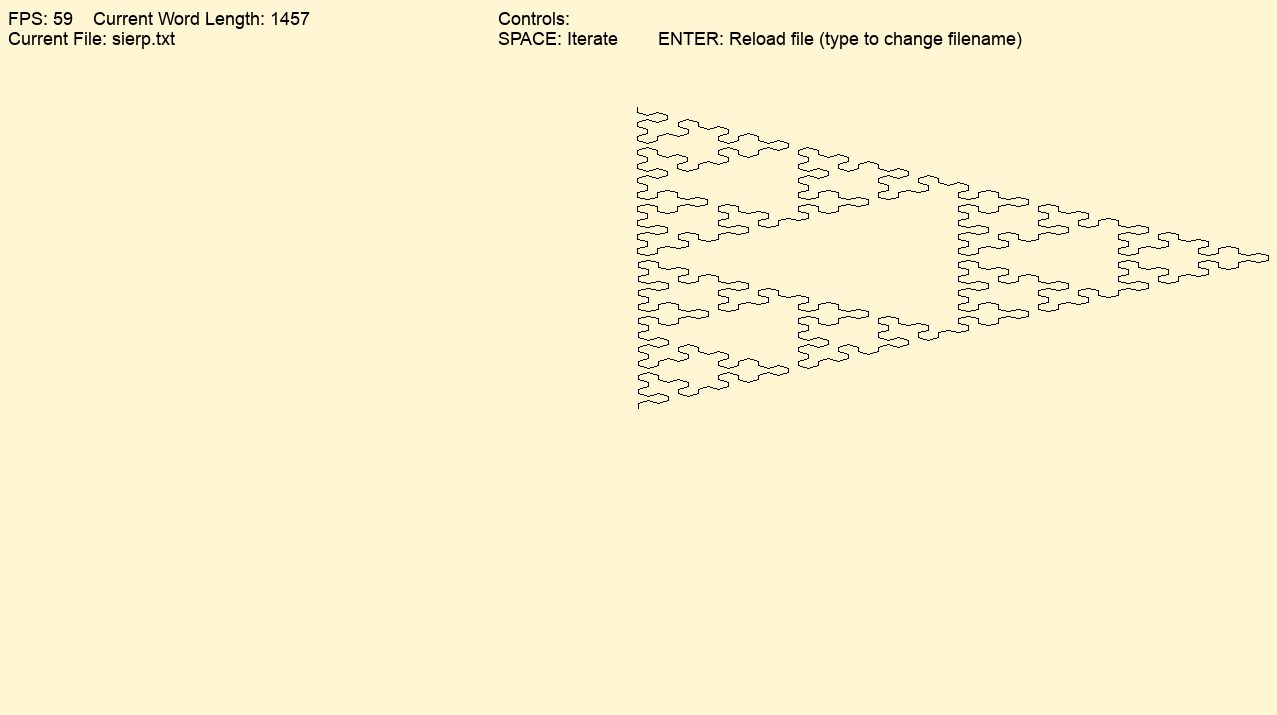 FPS: 59    Current Word Length: 1457
Current File: sierp.txt
Controls:
SPACE: Iterate        ENTER: Reload file (type to change filename)